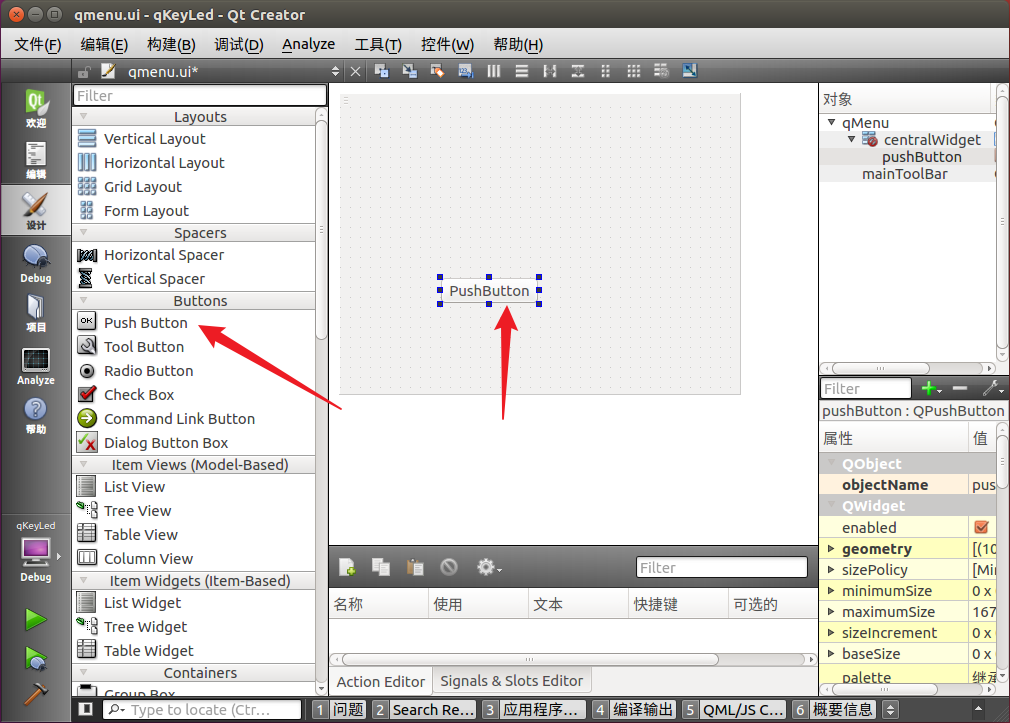 qmenu.ui - qKeyLed - Qt Creator
文件(F) 编辑(E) 构建(B) 调试(D) Analyze 工具(T) 控件(W) 帮助(H)
qmenu.ui*
欢迎
编辑
设计
Debug
项目
Analyze
帮助
qKeyLed
Debug
Filter
Layouts
Vertical Layout
Horizontal Layout
Grid Layout
Form Layout
Spacers
Horizontal Spacer
Vertical Spacer
Buttons
OK Push Button
Tool Button
Radio Button
Check Box
Command Link Button
Dialog Button Box
Item Views (Model-Based)
List View
Tree View
Table View
Column View
Item Widgets (Item-Based)
List Widget
Tree Widget
Table Widget
Containers
Group Box
PushButton
Filter
名称 使用 文本 快捷键 可选的
Action Editor Signals & Slots Editor
对象
qMenu
centralWidget
pushButton
mainToolBar
Filter
pushButton : QPushButton
属性 值
QObject
objectName pus
QWidget
enabled
geometry [(10
sizePolicy [Mi
minimumSize 0 x
maximumSize 167
sizeIncrement 0 x
baseSize 0 x
palette 继承
Type to locate (Ctr... 1 问题 2 Search Re... 3 应用程序... 4 编译输出 5 QML/JS C... 6 概要信息